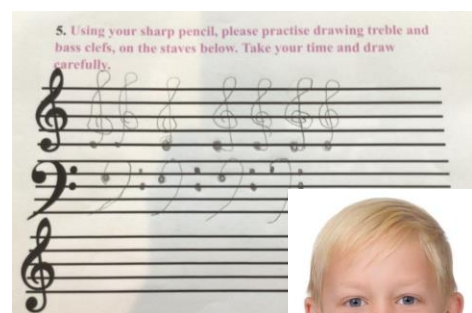 5. Using your sharp pencil, please practise drawing treble and
bass clefs, on the staves below. Take your time and draw
carefully.